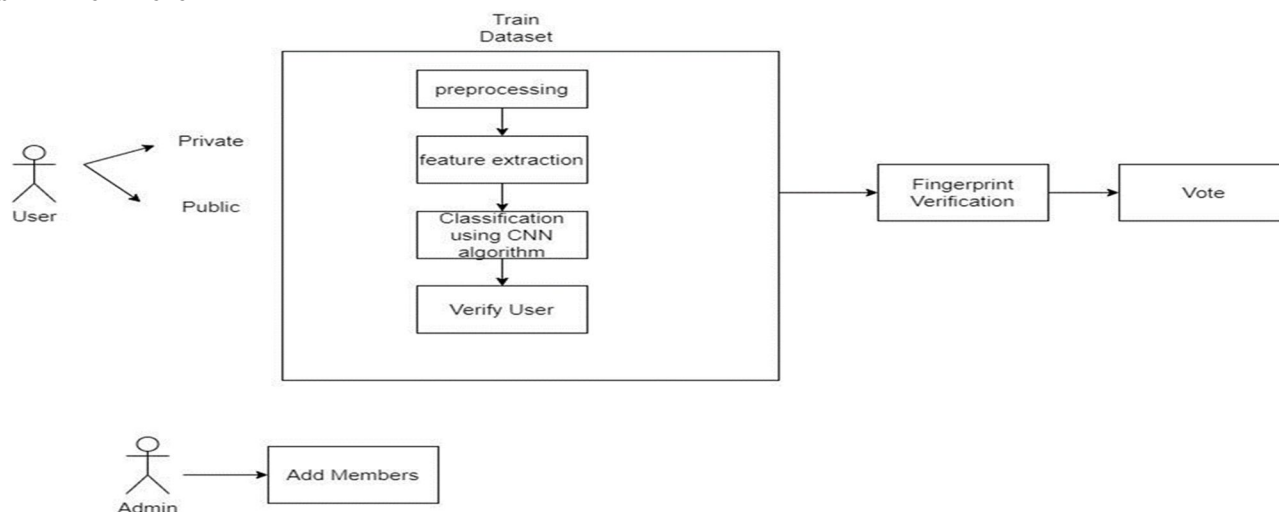 Train
Dataset
preprocessing
feature extraction
Classification
using CNN
algorithm
Verify User
Private
Public
User
Fingerprint
Verification
Vote
Add Members
Admin